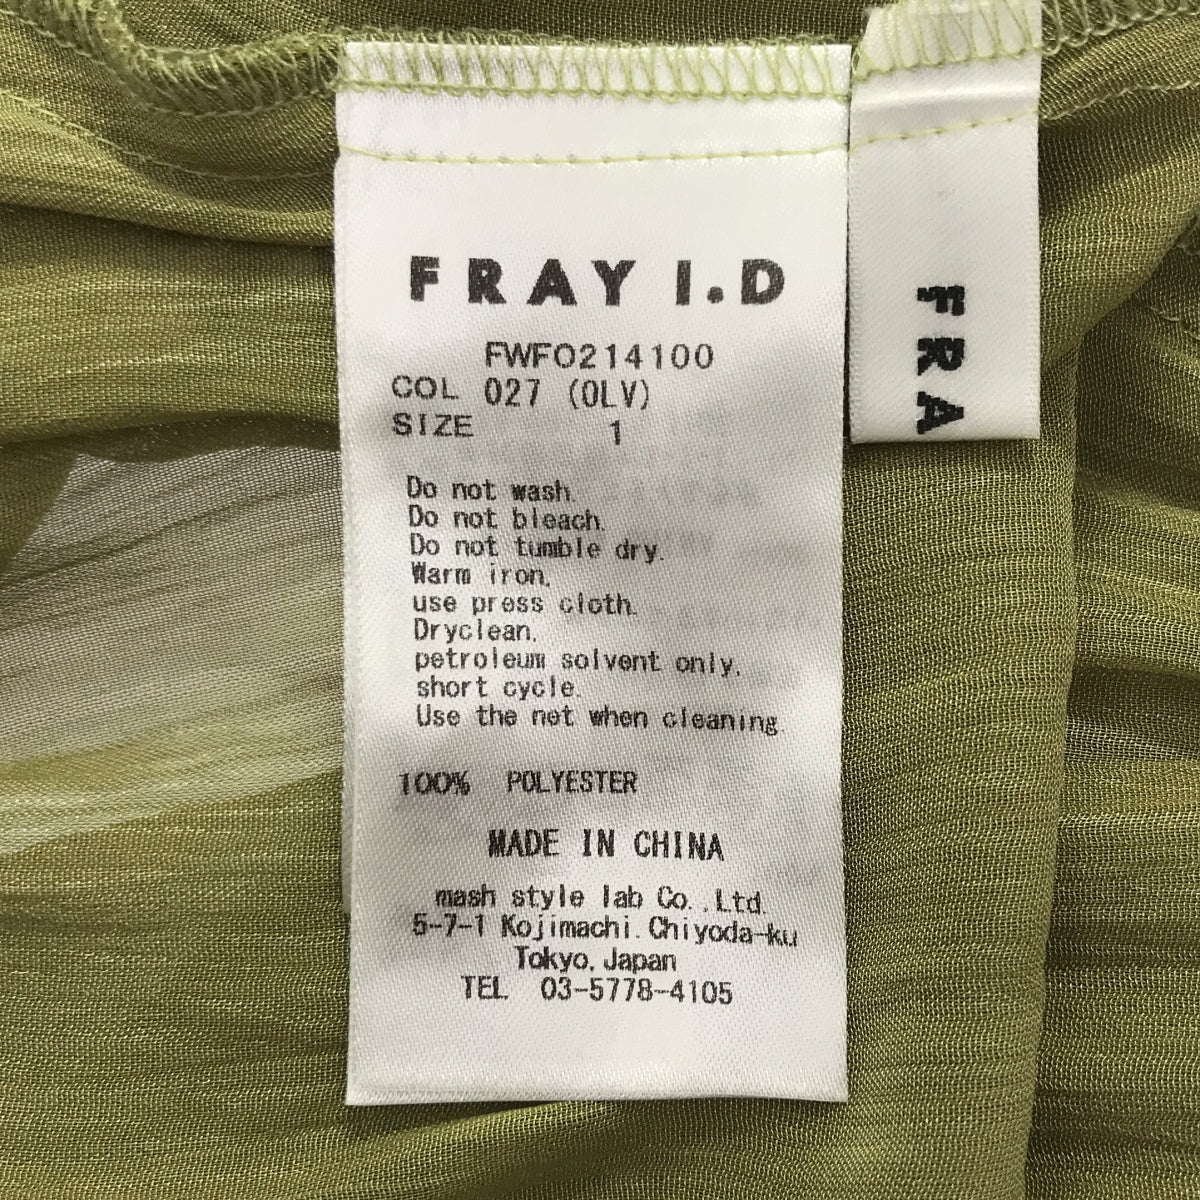 FRAY I.D
FWFO214100
COL 027 (OLV)
SIZE 1
Do not wash.
Do not bleach.
Do not tumble dry.
Warm iron.
use press cloth.
Dryclean.
petroleum solvent only.
short cycle.
Use the net when cleaning.
100% POLYESTER
MADE IN CHINA
mash style lab Co.,Ltd.
5-7-1 Kojimachi.Chiyoda-ku
Tokyo,Japan
TEL 03-5778-4105
FRA